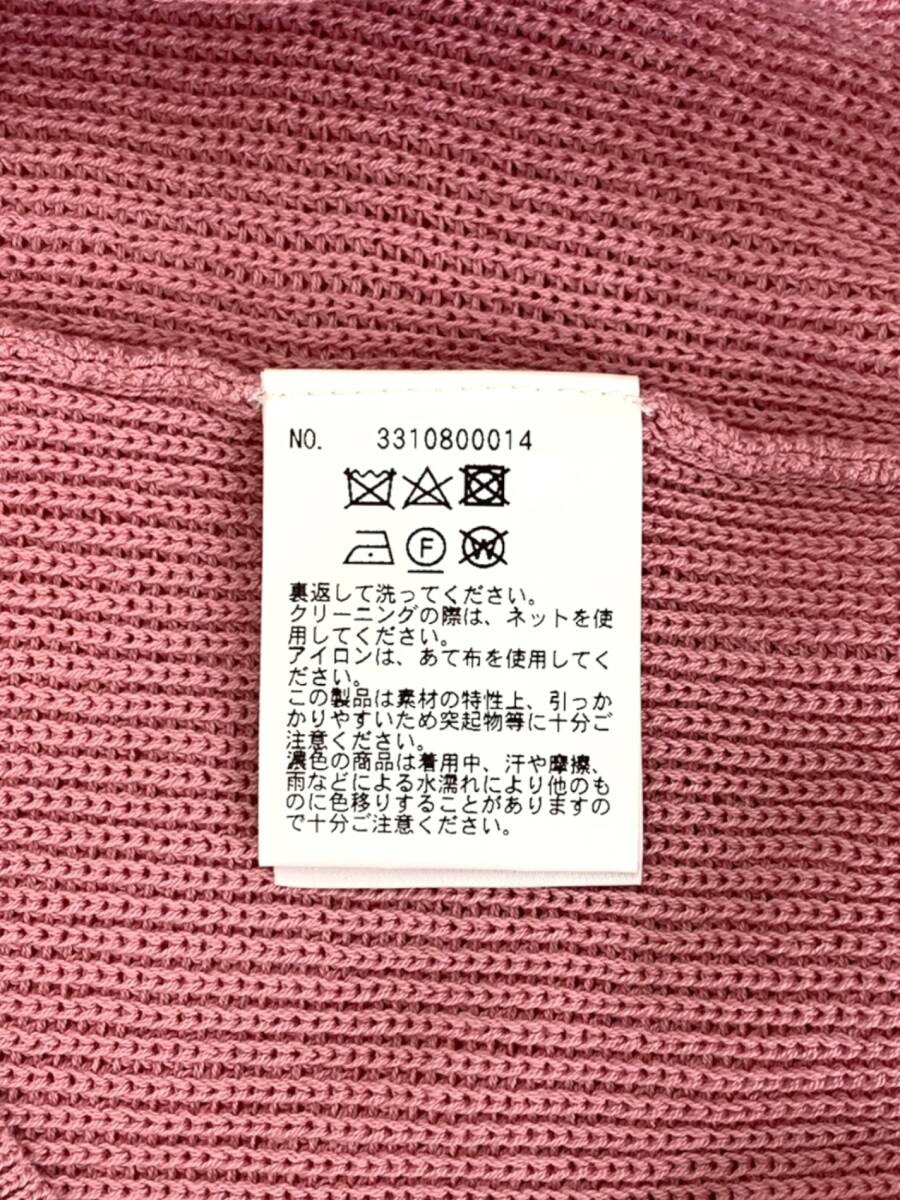 NO. 3310800014
F W
裏返して洗ってください。
クリーニングの際は、ネットを使
用してください。
アイロンは、あて布を使用してく
ださい。
この製品は素材の特性上、引っか
かりやすいため突起物等に十分ご
注意ください。
濃色の商品は着用中、汗や摩擦、
雨などによる水濡れにより他のも
のに色移りすることがありますの
で十分ご注意ください。